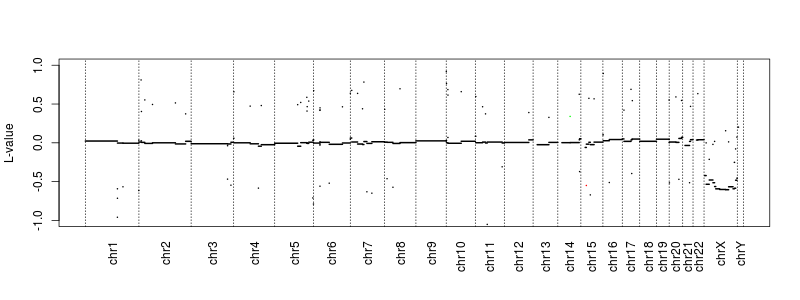 L-value
1.0
0.5
0.0
-0.5
-1.0
chr1
chr2
chr3
chr4
chr5
chr6
chr7
chr8
chr9
chr10
chr11
chr12
chr13
chr14
chr15
chr16
chr17
chr18
chr19
chr20
chr21
chr22
chrX
chrY